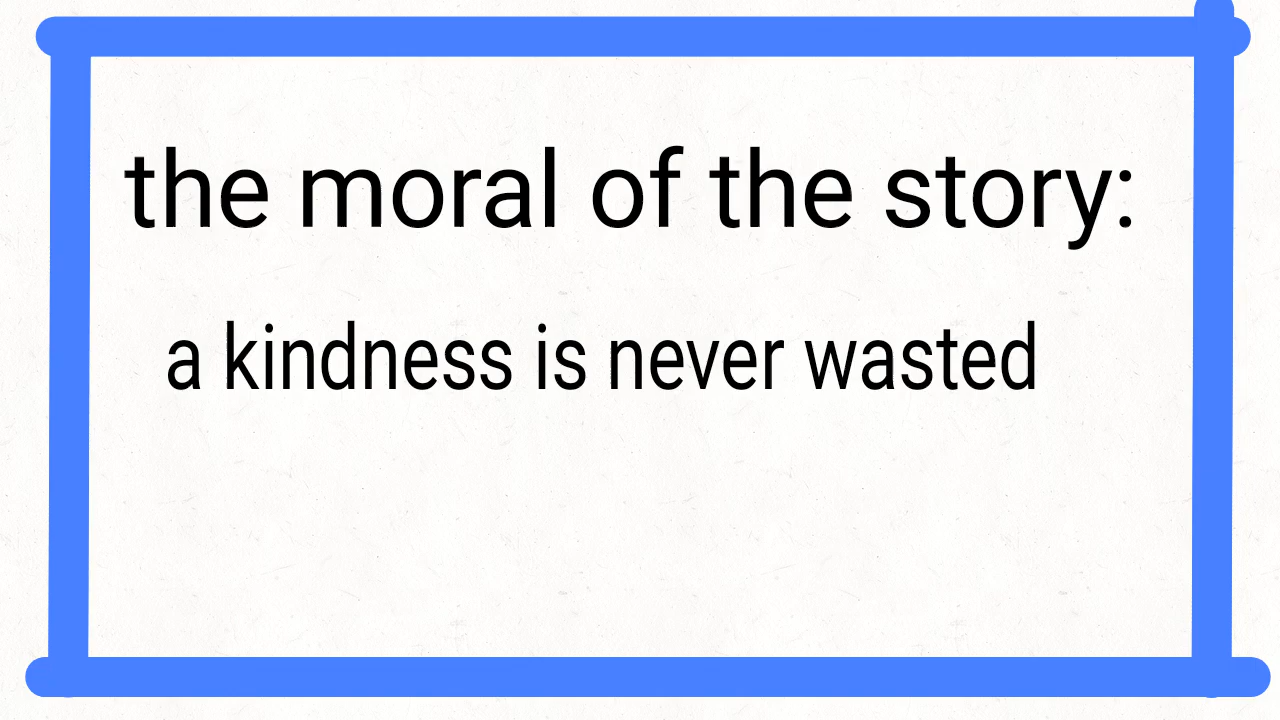 the moral of the story:
a kindness is never wasted